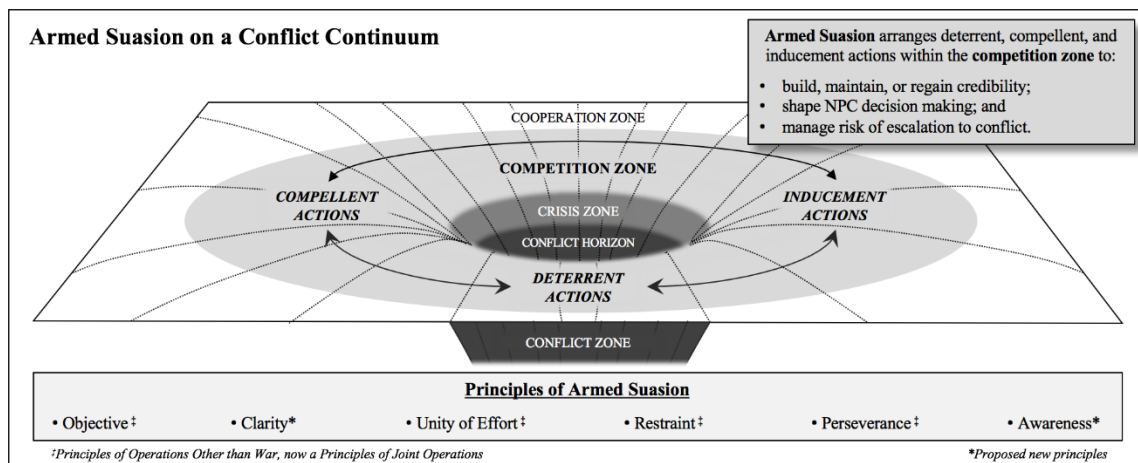 Armed Suasion on a Conflict Continuum
Armed Suasion arranges deterrent, compellent, and
inducement actions within the competition zone to:
• build, maintain, or regain credibility;
• shape NPC decision making; and
• manage risk of escalation to conflict.
COOPERATION ZONE
COMPETITION ZONE
COMPELLENT
ACTIONS
INDUCEMENT
ACTIONS
CRISIS ZONE
CONFLICT HORIZON
DETERRENT
ACTIONS
CONFLICT ZONE
Principles of Armed Suasion
• Objective‡ • Clarity* • Unity of Effort‡ • Restraint‡ • Perseverance‡ • Awareness*
‡Principles of Operations Other than War, now a Principles of Joint Operations *Proposed new principles